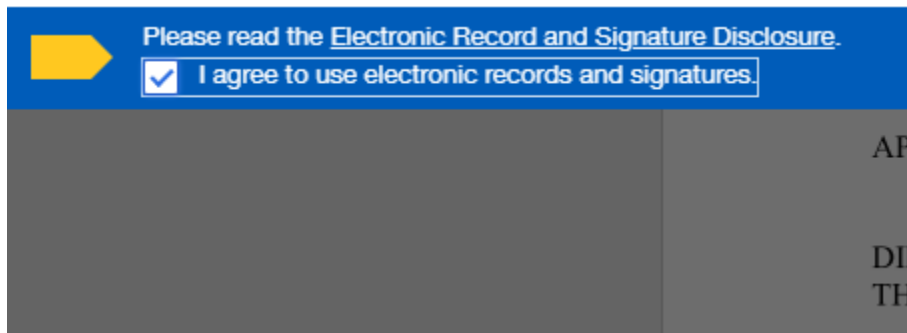 Please read the Electronic Record and Signature Disclosure.
I agree to use electronic records and signatures.